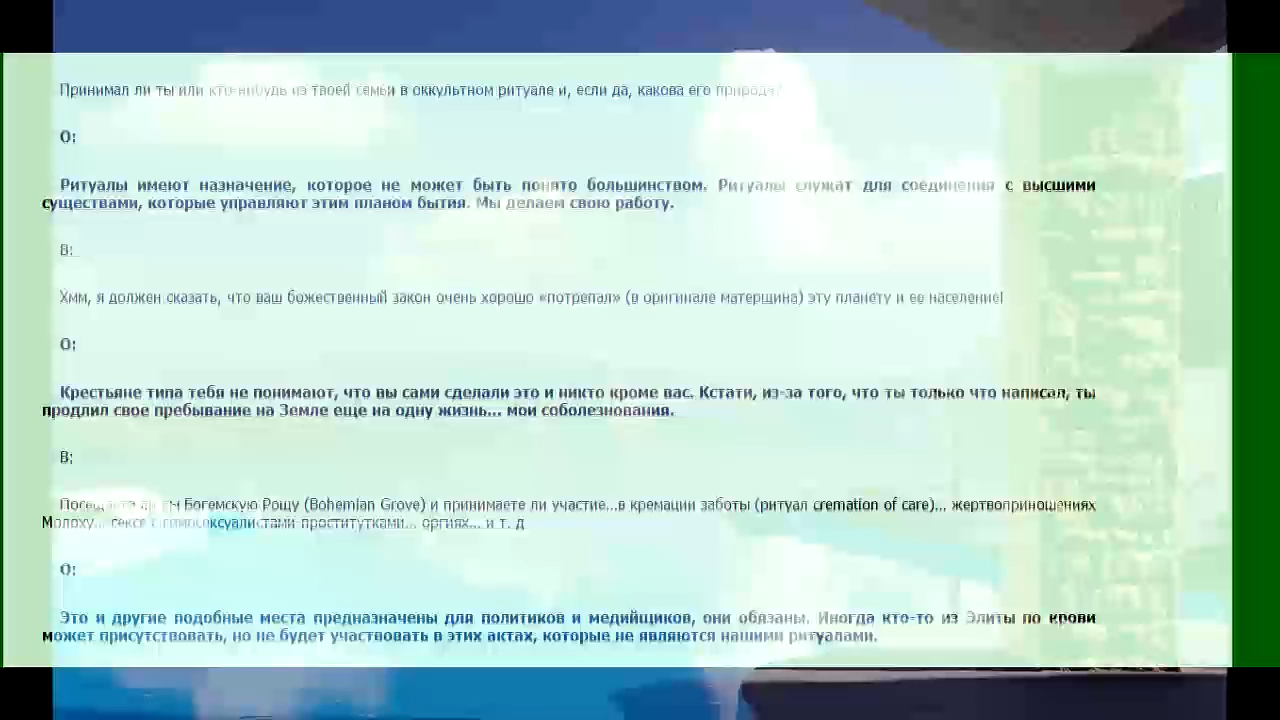 Принимал ли ты или кто-нибудь из твоей семьи в оккультном ритуале и, если да, какова его природа?
О:
Ритуалы имеют назначение, которое не может быть понято большинством. Ритуалы служат для соединения с высшими
существами, которые управляют этим планом бытия. Мы делаем свою работу.
В:
Хмм, я должен сказать, что ваш божественный закон очень хорошо «потрепал» (в оригинале матерщина) эту планету и ее население!
О:
Крестьяне типа тебя не понимают, что вы сами сделали это и никто кроме вас. Кстати, из-за того, что ты только что написал, ты
продлил свое пребывание на Земле еще на одну жизнь... мои соболезнования.
В:
Посещаете ли вы Богемскую Рощу (Bohemian Grove) и принимаете ли участие...в кремации заботы (ритуал cremation of care)... жертвоприношениях
Молоху... сексе с гомосексуалистами проститутками... оргиях... и т. д
О:
Это и другие подобные места предназначены для политиков и медийщиков, они обязаны. Иногда кто-то из Элиты по крови
может присутствовать, но не будет участвовать в этих актах, которые не являются нашими ритуалами.